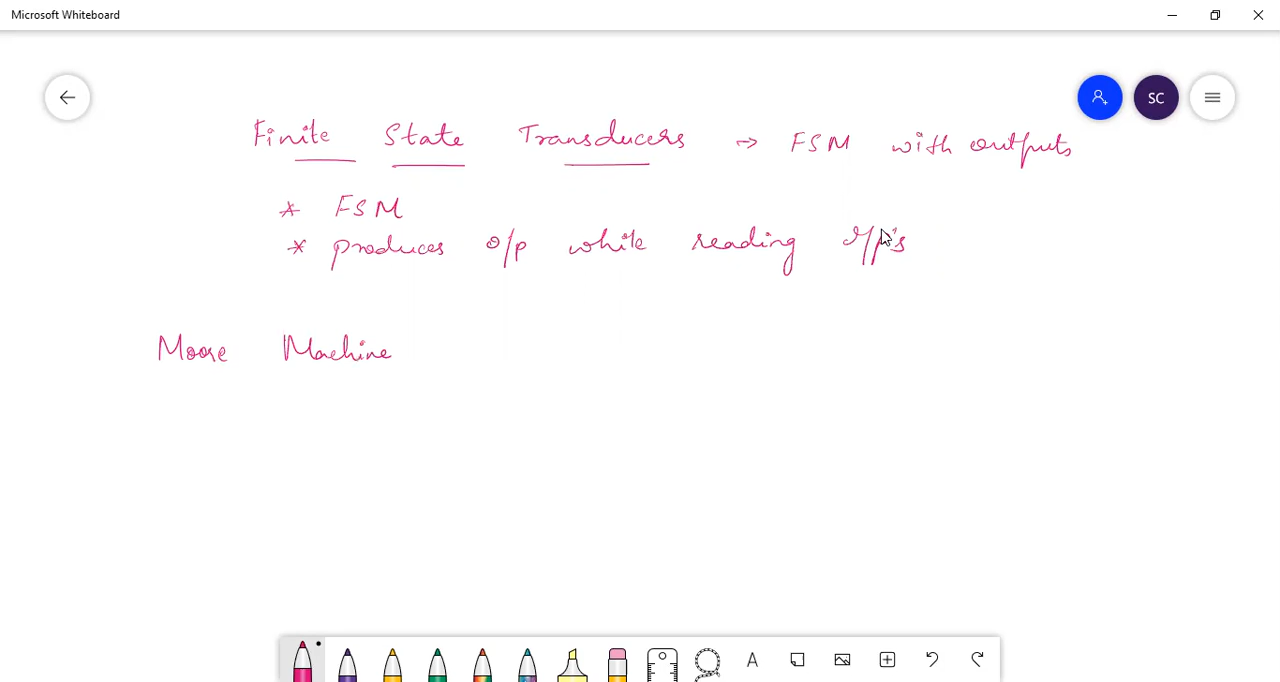 Microsoft Whiteboard
SC
Finite State Transducers → FSM with outputs
* FSM
* produces o/p while reading I/p's
Moore Machine
A